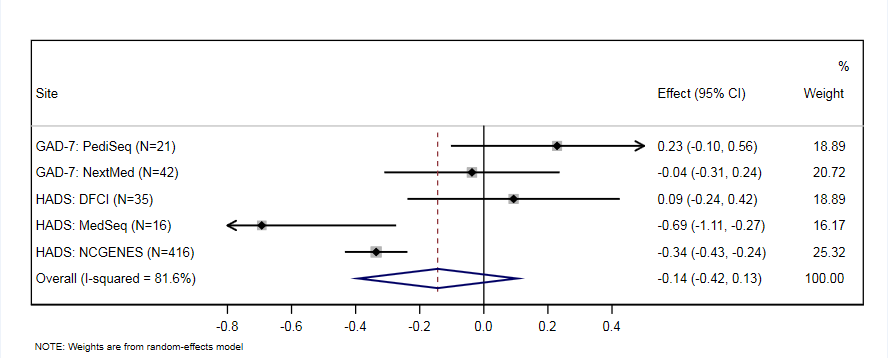 %
Site Effect (95% CI) Weight
GAD-7: PediSeq (N=21) 0.23 (-0.10, 0.56) 18.89
GAD-7: NextMed (N=42) -0.04 (-0.31, 0.24) 20.72
HADS: DFCI (N=35) 0.09 (-0.24, 0.42) 18.89
HADS: MedSeq (N=16) -0.69 (-1.11, -0.27) 16.17
HADS: NCGENES (N=416) -0.34 (-0.43, -0.24) 25.32
Overall (I-squared = 81.6%) -0.14 (-0.42, 0.13) 100.00
-0.8 -0.6 -0.4 -0.2 0.0 0.2 0.4
NOTE: Weights are from random-effects model